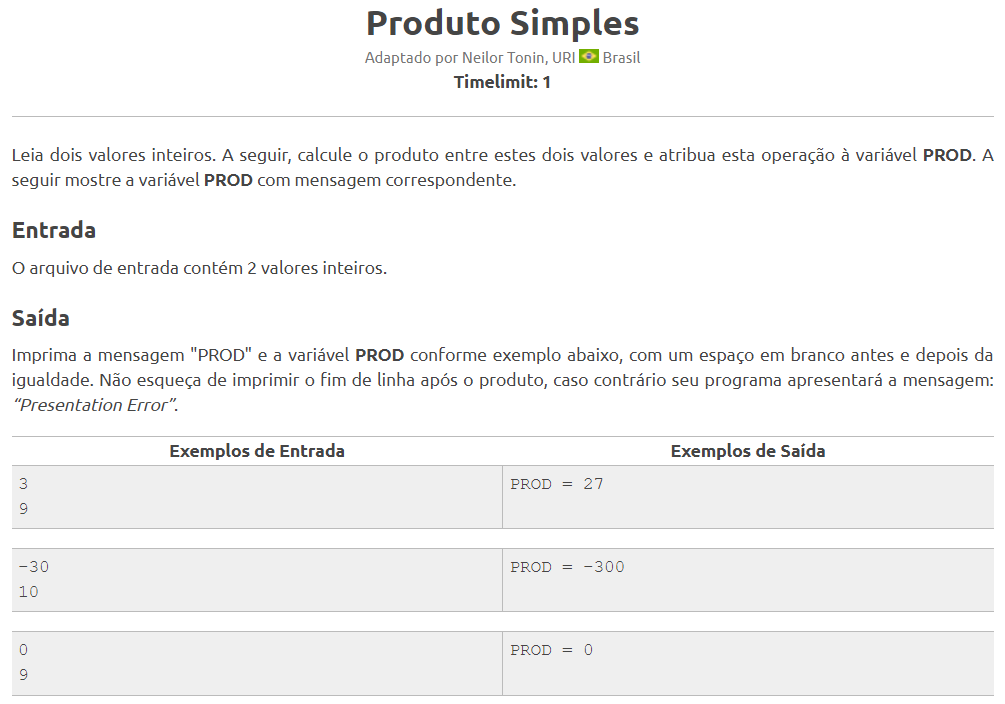 Produto Simples
Adaptado por Neilor Tonin, URI Brasil
Timelimit: 1
Leia dois valores inteiros. A seguir, calcule o produto entre estes dois valores e atribua esta operação à variável PROD. A
seguir mostre a variável PROD com mensagem correspondente.
Entrada
O arquivo de entrada contém 2 valores inteiros.
Saída
Imprima a mensagem "PROD" e a variável PROD conforme exemplo abaixo, com um espaço em branco antes e depois da
igualdade. Não esqueça de imprimir o fim de linha após o produto, caso contrário seu programa apresentará a mensagem:
“Presentation Error”.
Exemplos de Entrada
Exemplos de Saída
3
9
PROD = 27
-30
10
PROD = -300
0
9
PROD = 0